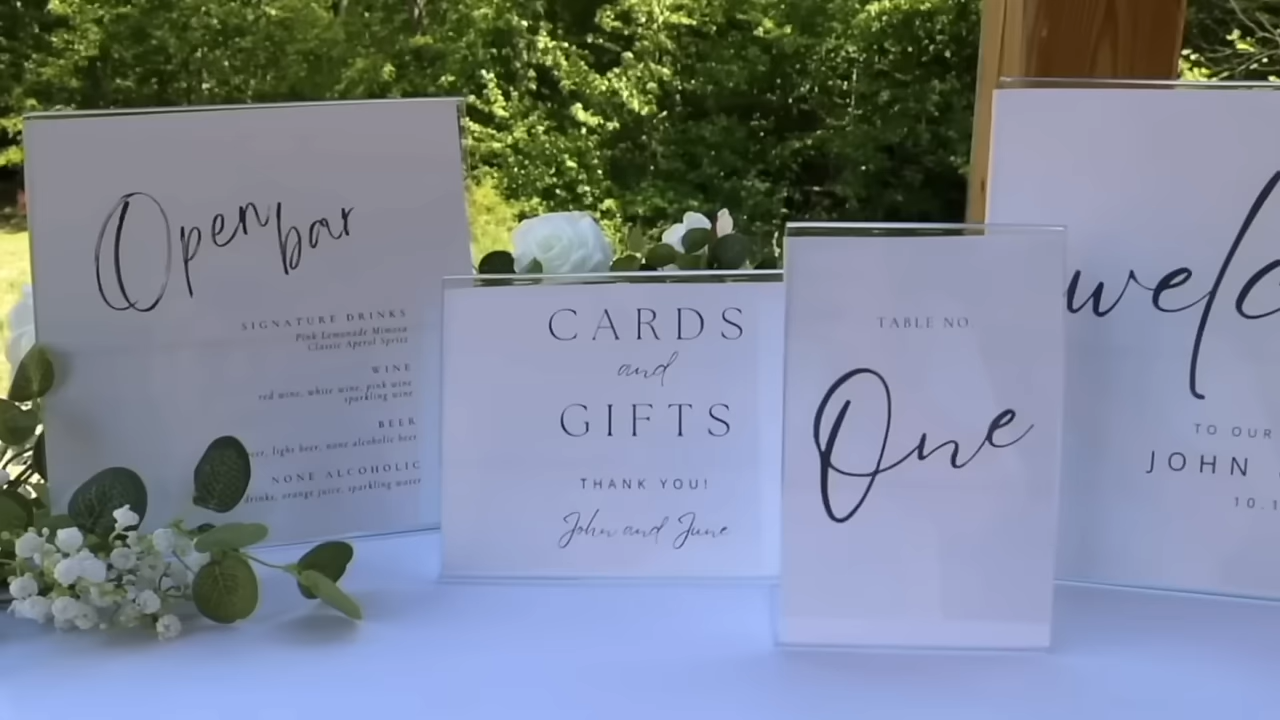 Open bar
SIGNATURE DRINKS
Pink Lemonade Mimosa
Classic Aperol Spritz
WINE
red wine, white wine, pink wine
sparkling wine
BEER
light beer, none alcoholic beer
NONE ALCOHOLIC
drinks, orange juice, sparkling water
CARDS
and
GIFTS
THANK YOU!
John and June
TABLE NO.
One
welc
TO OUR
JOHN
10.1